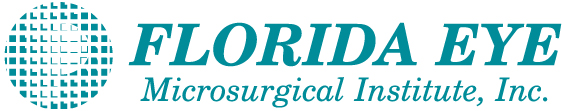 FLORIDA EYE
Microsurgical Institute, Inc.